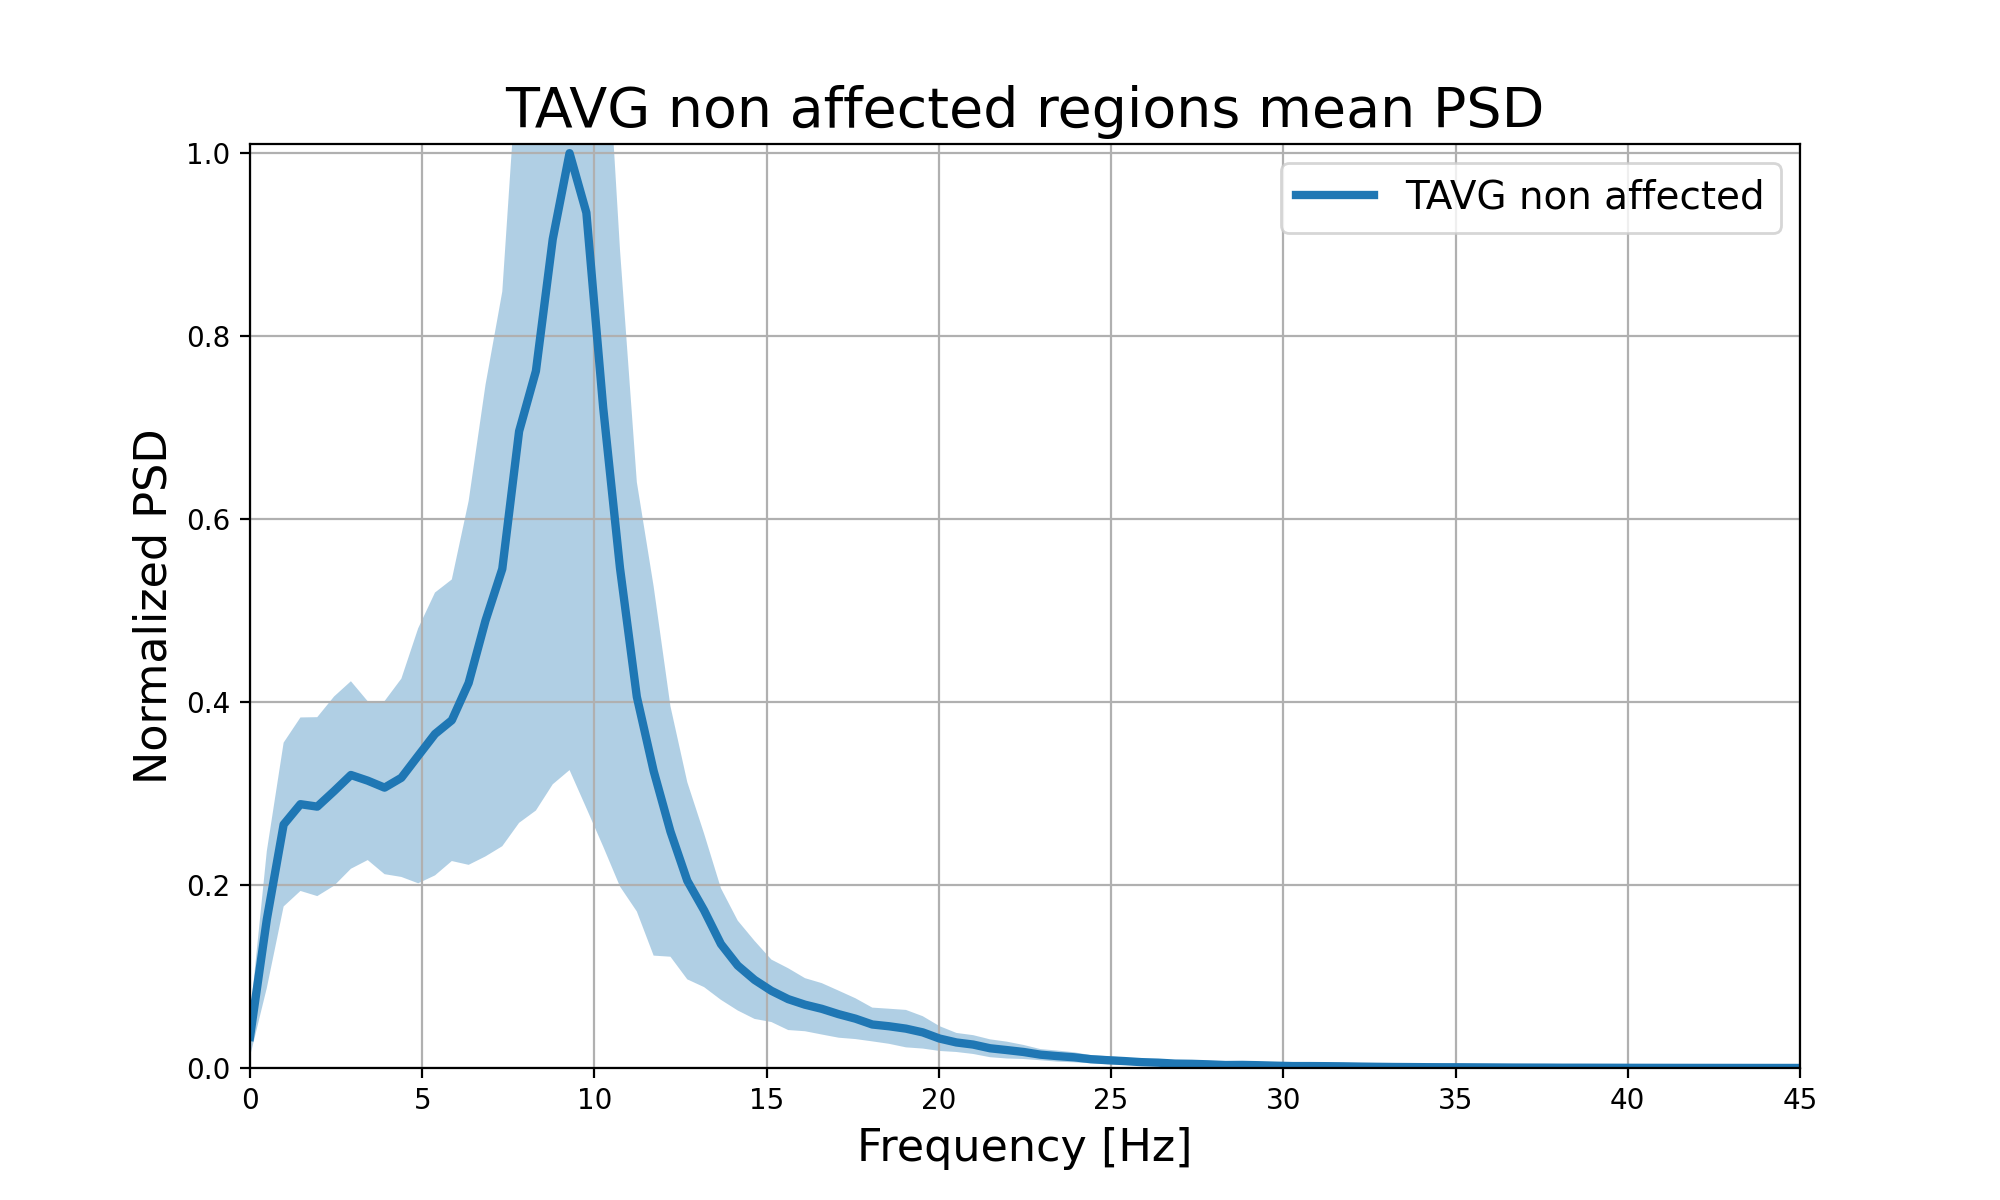 TAVG non affected regions mean PSD
TAVG non affected
Normalized PSD
1.0
0.8
0.6
0.4
0.2
0.0
0 5 10 15 20 25 30 35 40 45
Frequency [Hz]